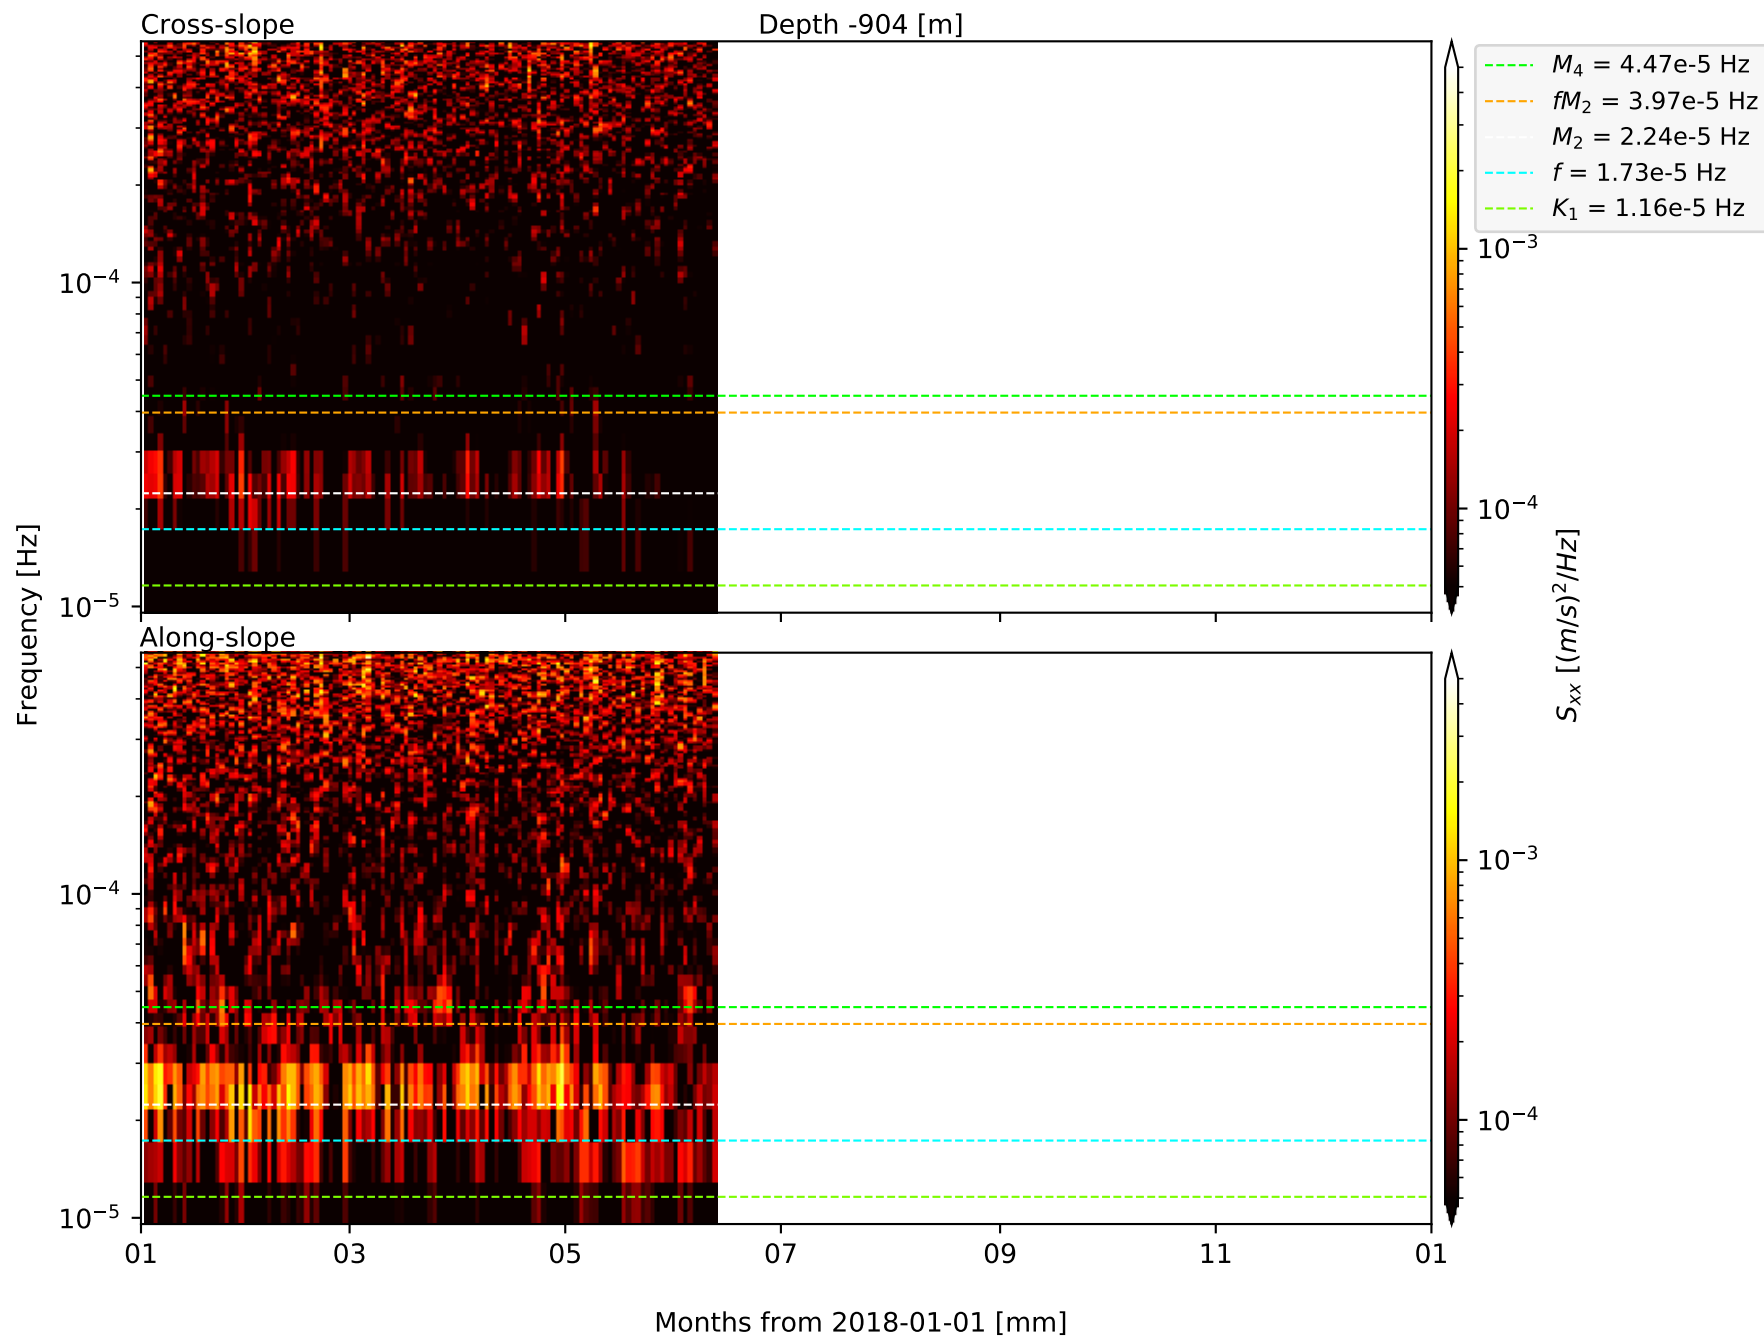 Cross-slope
Depth -904 [m]
M₄ = 4.47e-5 Hz
fM₂ = 3.97e-5 Hz
M₂ = 2.24e-5 Hz
f = 1.73e-5 Hz
K₁ = 1.16e-5 Hz
10⁻³
10⁻⁴
10⁻⁴
10⁻⁵
Frequency [Hz]
Sₓₓ [(m/s)²/Hz]
Along-slope
10⁻³
10⁻⁴
10⁻⁴
10⁻⁵
01 03 05 07 09 11 01
Months from 2018-01-01 [mm]